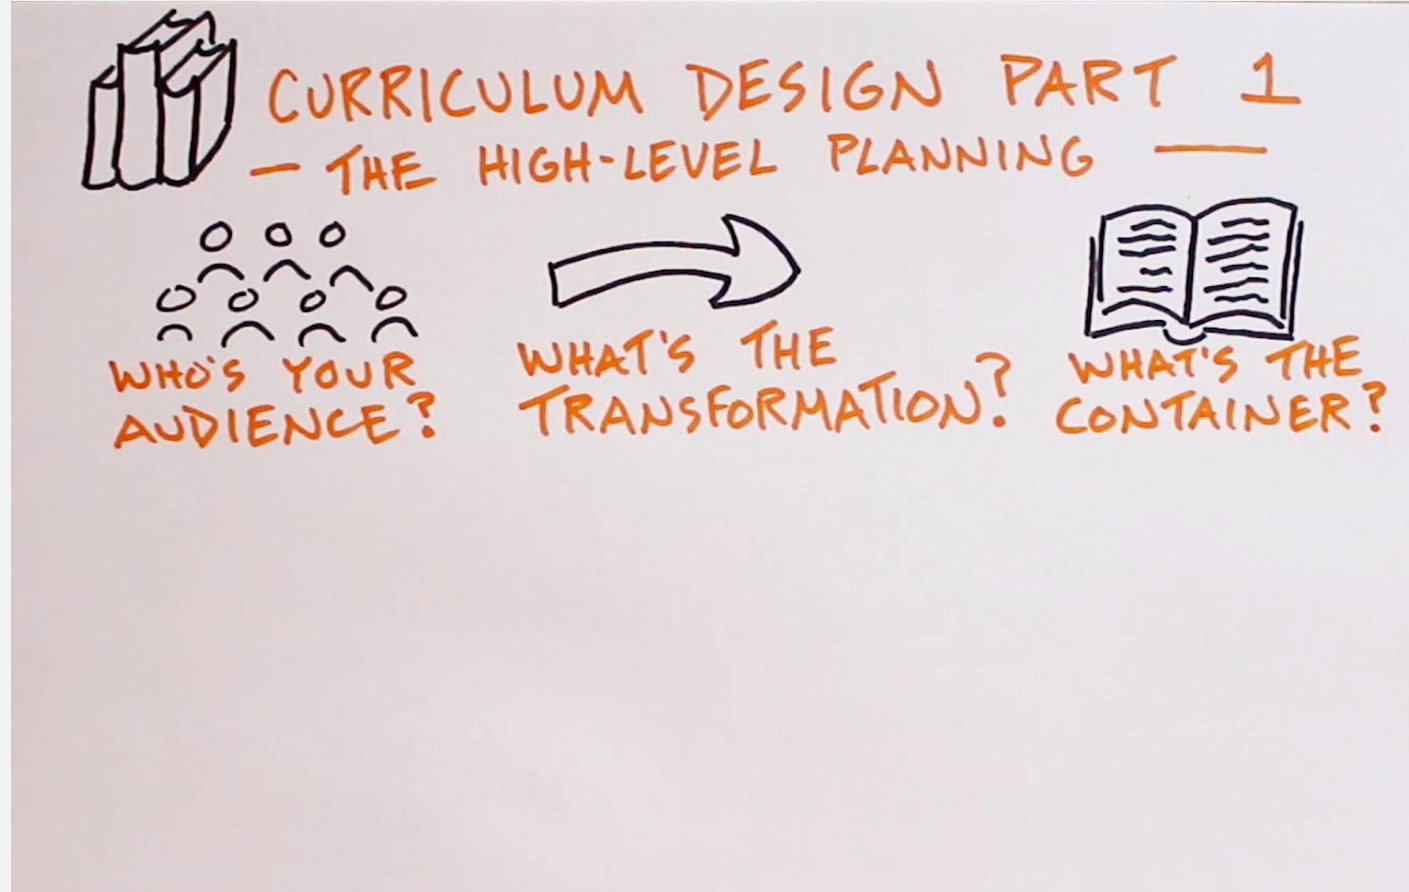 CURRICULUM DESIGN PART 1
— THE HIGH-LEVEL PLANNING —
WHO'S YOUR
AUDIENCE?
WHAT'S THE
TRANSFORMATION?
WHAT'S THE
CONTAINER?